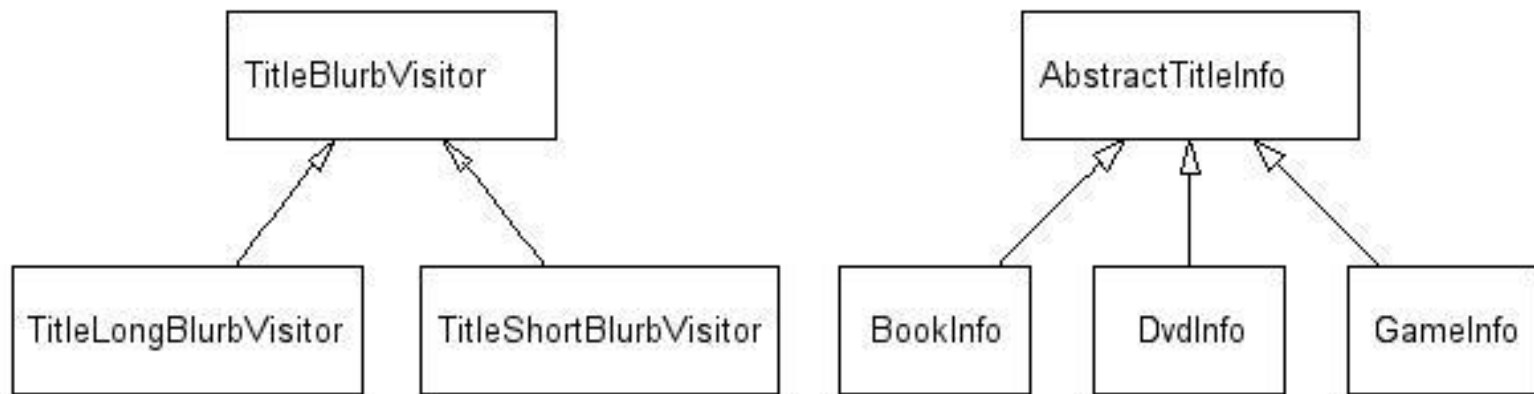 TitleBlurbVisitor
AbstractTitleInfo
TitleLongBlurbVisitor
TitleShortBlurbVisitor
BookInfo
DvdInfo
GameInfo